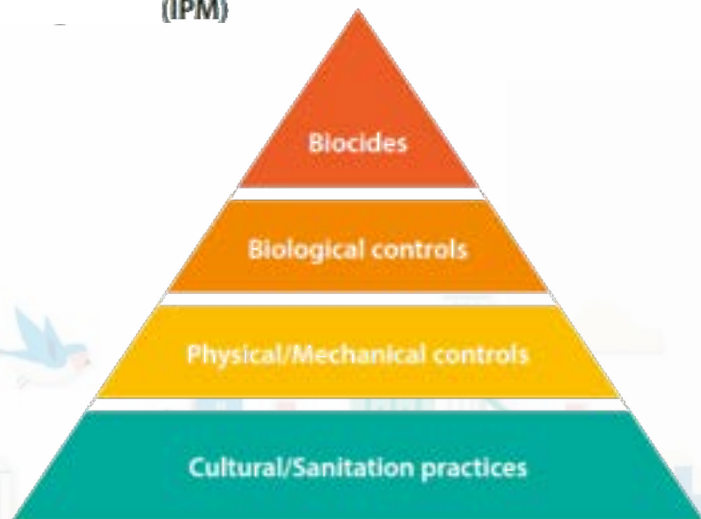 (IPM)
Biocides
Biological controls
Physical/Mechanical controls
Cultural/Sanitation practices